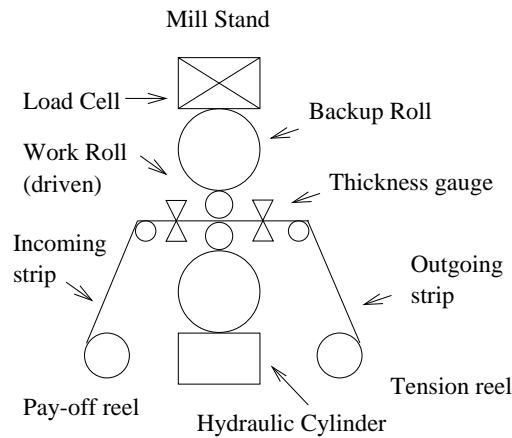 Mill Stand
Load Cell
Backup Roll
Work Roll
(driven)
Thickness gauge
Incoming
strip
Outgoing
strip
Pay-off reel
Tension reel
Hydraulic Cylinder